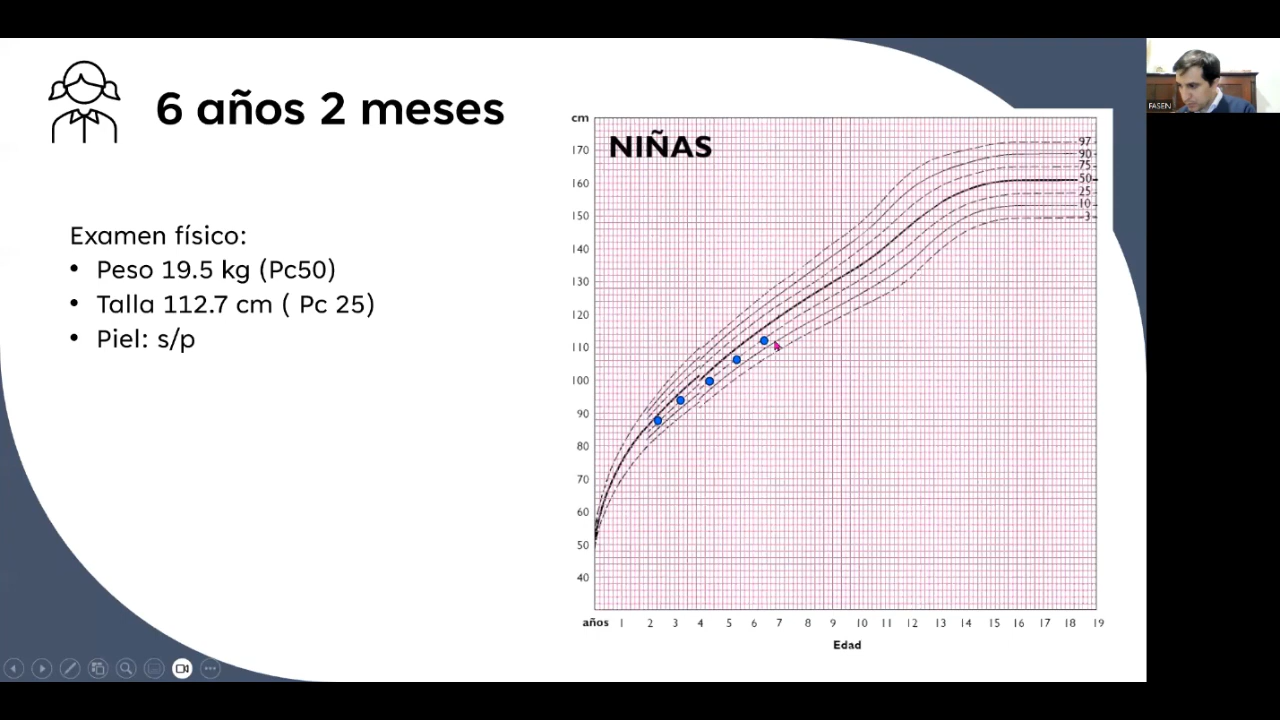 6 años 2 meses
Examen físico:
• Peso 19.5 kg (Pc50)
• Talla 112.7 cm ( Pc 25)
• Piel: s/p
cm
NIÑAS
170
160
150
140
130
120
110
100
90
80
70
60
50
40
97
90
75
50
25
10
3
años 1 2 3 4 5 6 7 8 9 10 11 12 13 14 15 16 17 18 19
Edad
FASEN